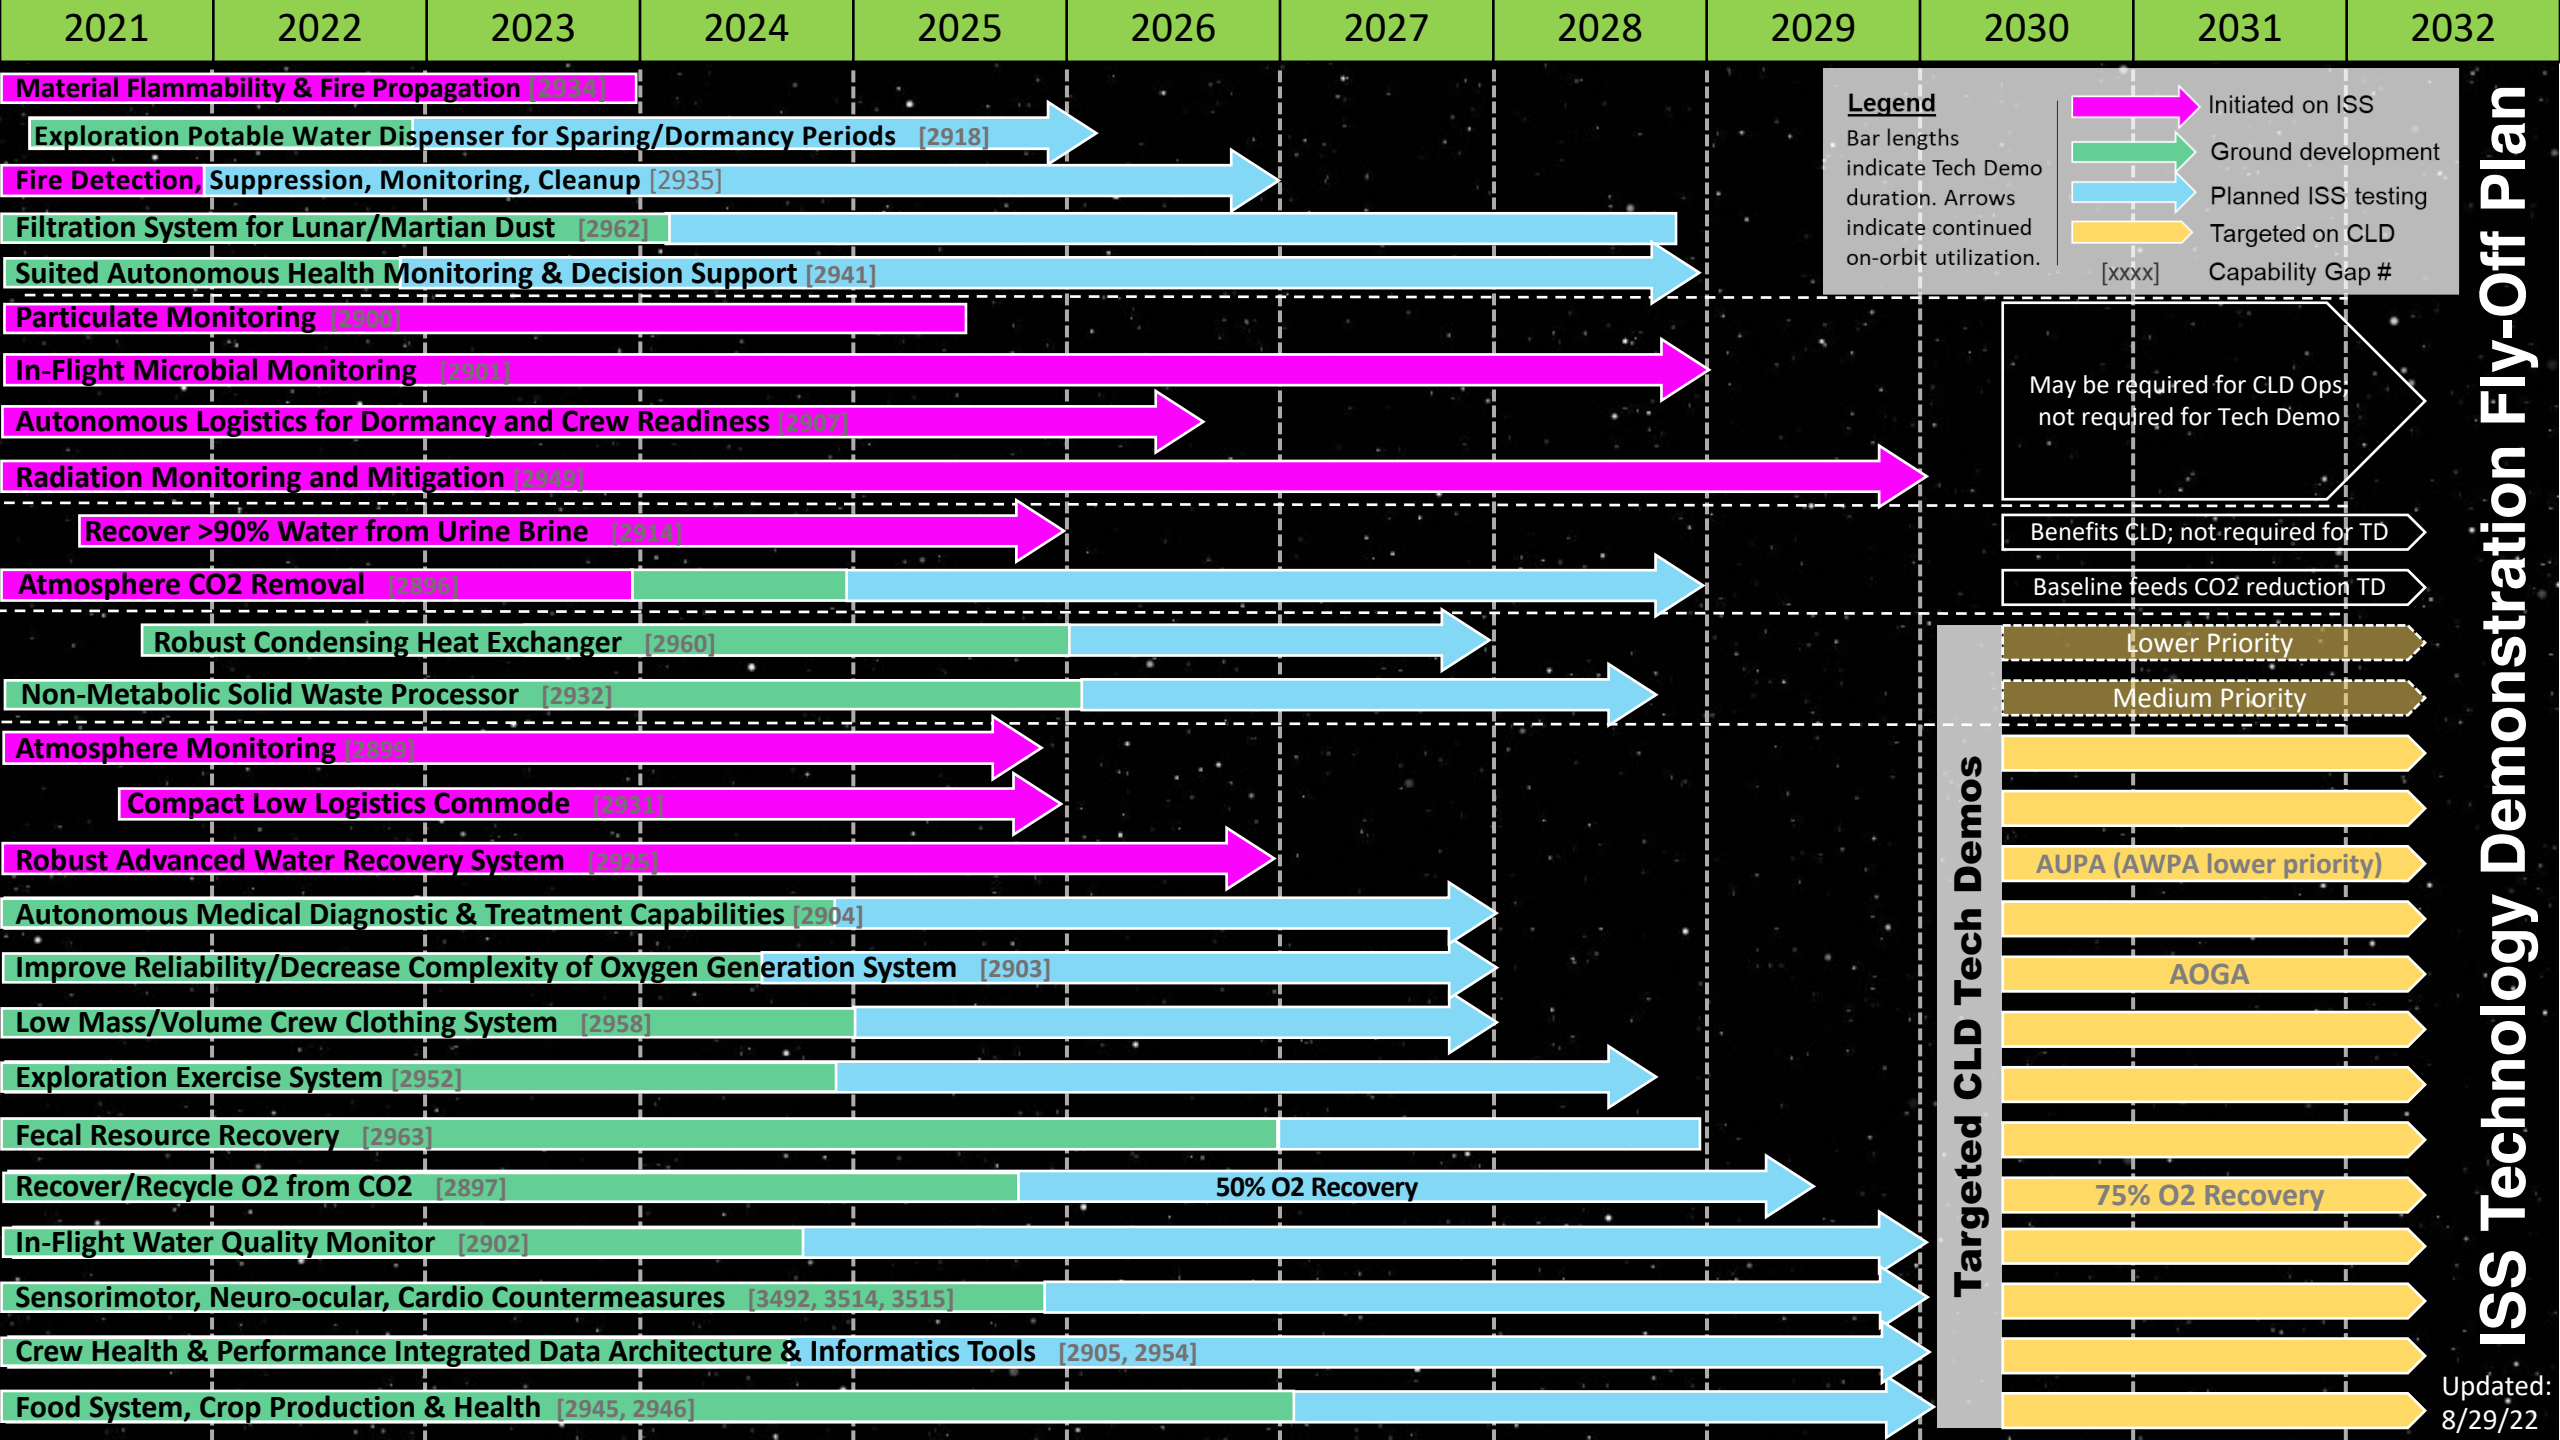 2021 2022 2023 2024 2025 2026 2027 2028 2029 2030 2031 2032
Material Flammability & Fire Propagation [2934]
Exploration Potable Water Dispenser for Sparing/Dormancy Periods [2918]
Fire Detection, Suppression, Monitoring, Cleanup [2935]
Filtration System for Lunar/Martian Dust [2962]
Suited Autonomous Health Monitoring & Decision Support [2941]
Legend
Bar lengths
indicate Tech Demo
duration. Arrows
indicate continued
on-orbit utilization.
Initiated on ISS
Ground development
Planned ISS testing
Targeted on CLD
[xxxx] Capability Gap #
Particulate Monitoring [2900]
In-Flight Microbial Monitoring [2901]
Autonomous Logistics for Dormancy and Crew Readiness [2907]
Radiation Monitoring and Mitigation [2949]
May be required for CLD Ops;
not required for Tech Demo
Recover >90% Water from Urine Brine [2914]
Benefits CLD; not required for TD
Atmosphere CO2 Removal [2896]
Baseline feeds CO2 reduction TD
Robust Condensing Heat Exchanger [2960]
Lower Priority
Non-Metabolic Solid Waste Processor [2932]
Medium Priority
Atmosphere Monitoring [2899]
Compact Low Logistics Commode [2931]
Robust Advanced Water Recovery System [2925]
AUPA (AWPA lower priority)
Autonomous Medical Diagnostic & Treatment Capabilities [2904]
Improve Reliability/Decrease Complexity of Oxygen Generation System [2903]
AOGA
Low Mass/Volume Crew Clothing System [2958]
Exploration Exercise System [2952]
Fecal Resource Recovery [2963]
Recover/Recycle O2 from CO2 [2897]
50% O2 Recovery
75% O2 Recovery
In-Flight Water Quality Monitor [2902]
Sensorimotor, Neuro-ocular, Cardio Countermeasures [3492, 3514, 3515]
Crew Health & Performance Integrated Data Architecture & Informatics Tools [2905, 2954]
Food System, Crop Production & Health [2945, 2946]
Targeted CLD Tech Demos
ISS Technology Demonstration Fly-Off Plan
Updated:
8/29/22